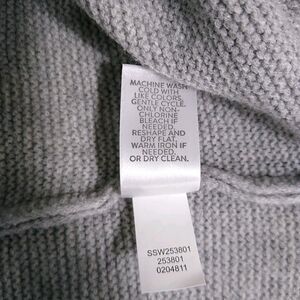 MACHINE WASH
COLD WITH
LIKE COLORS,
GENTLE CYCLE.
ONLY NON-
CHLORINE
BLEACH IF
NEEDED.
RESHAPE AND
DRY FLAT.
WARM IRON IF
NEEDED.
OR DRY CLEAN.
SSW253801
253801
0204811